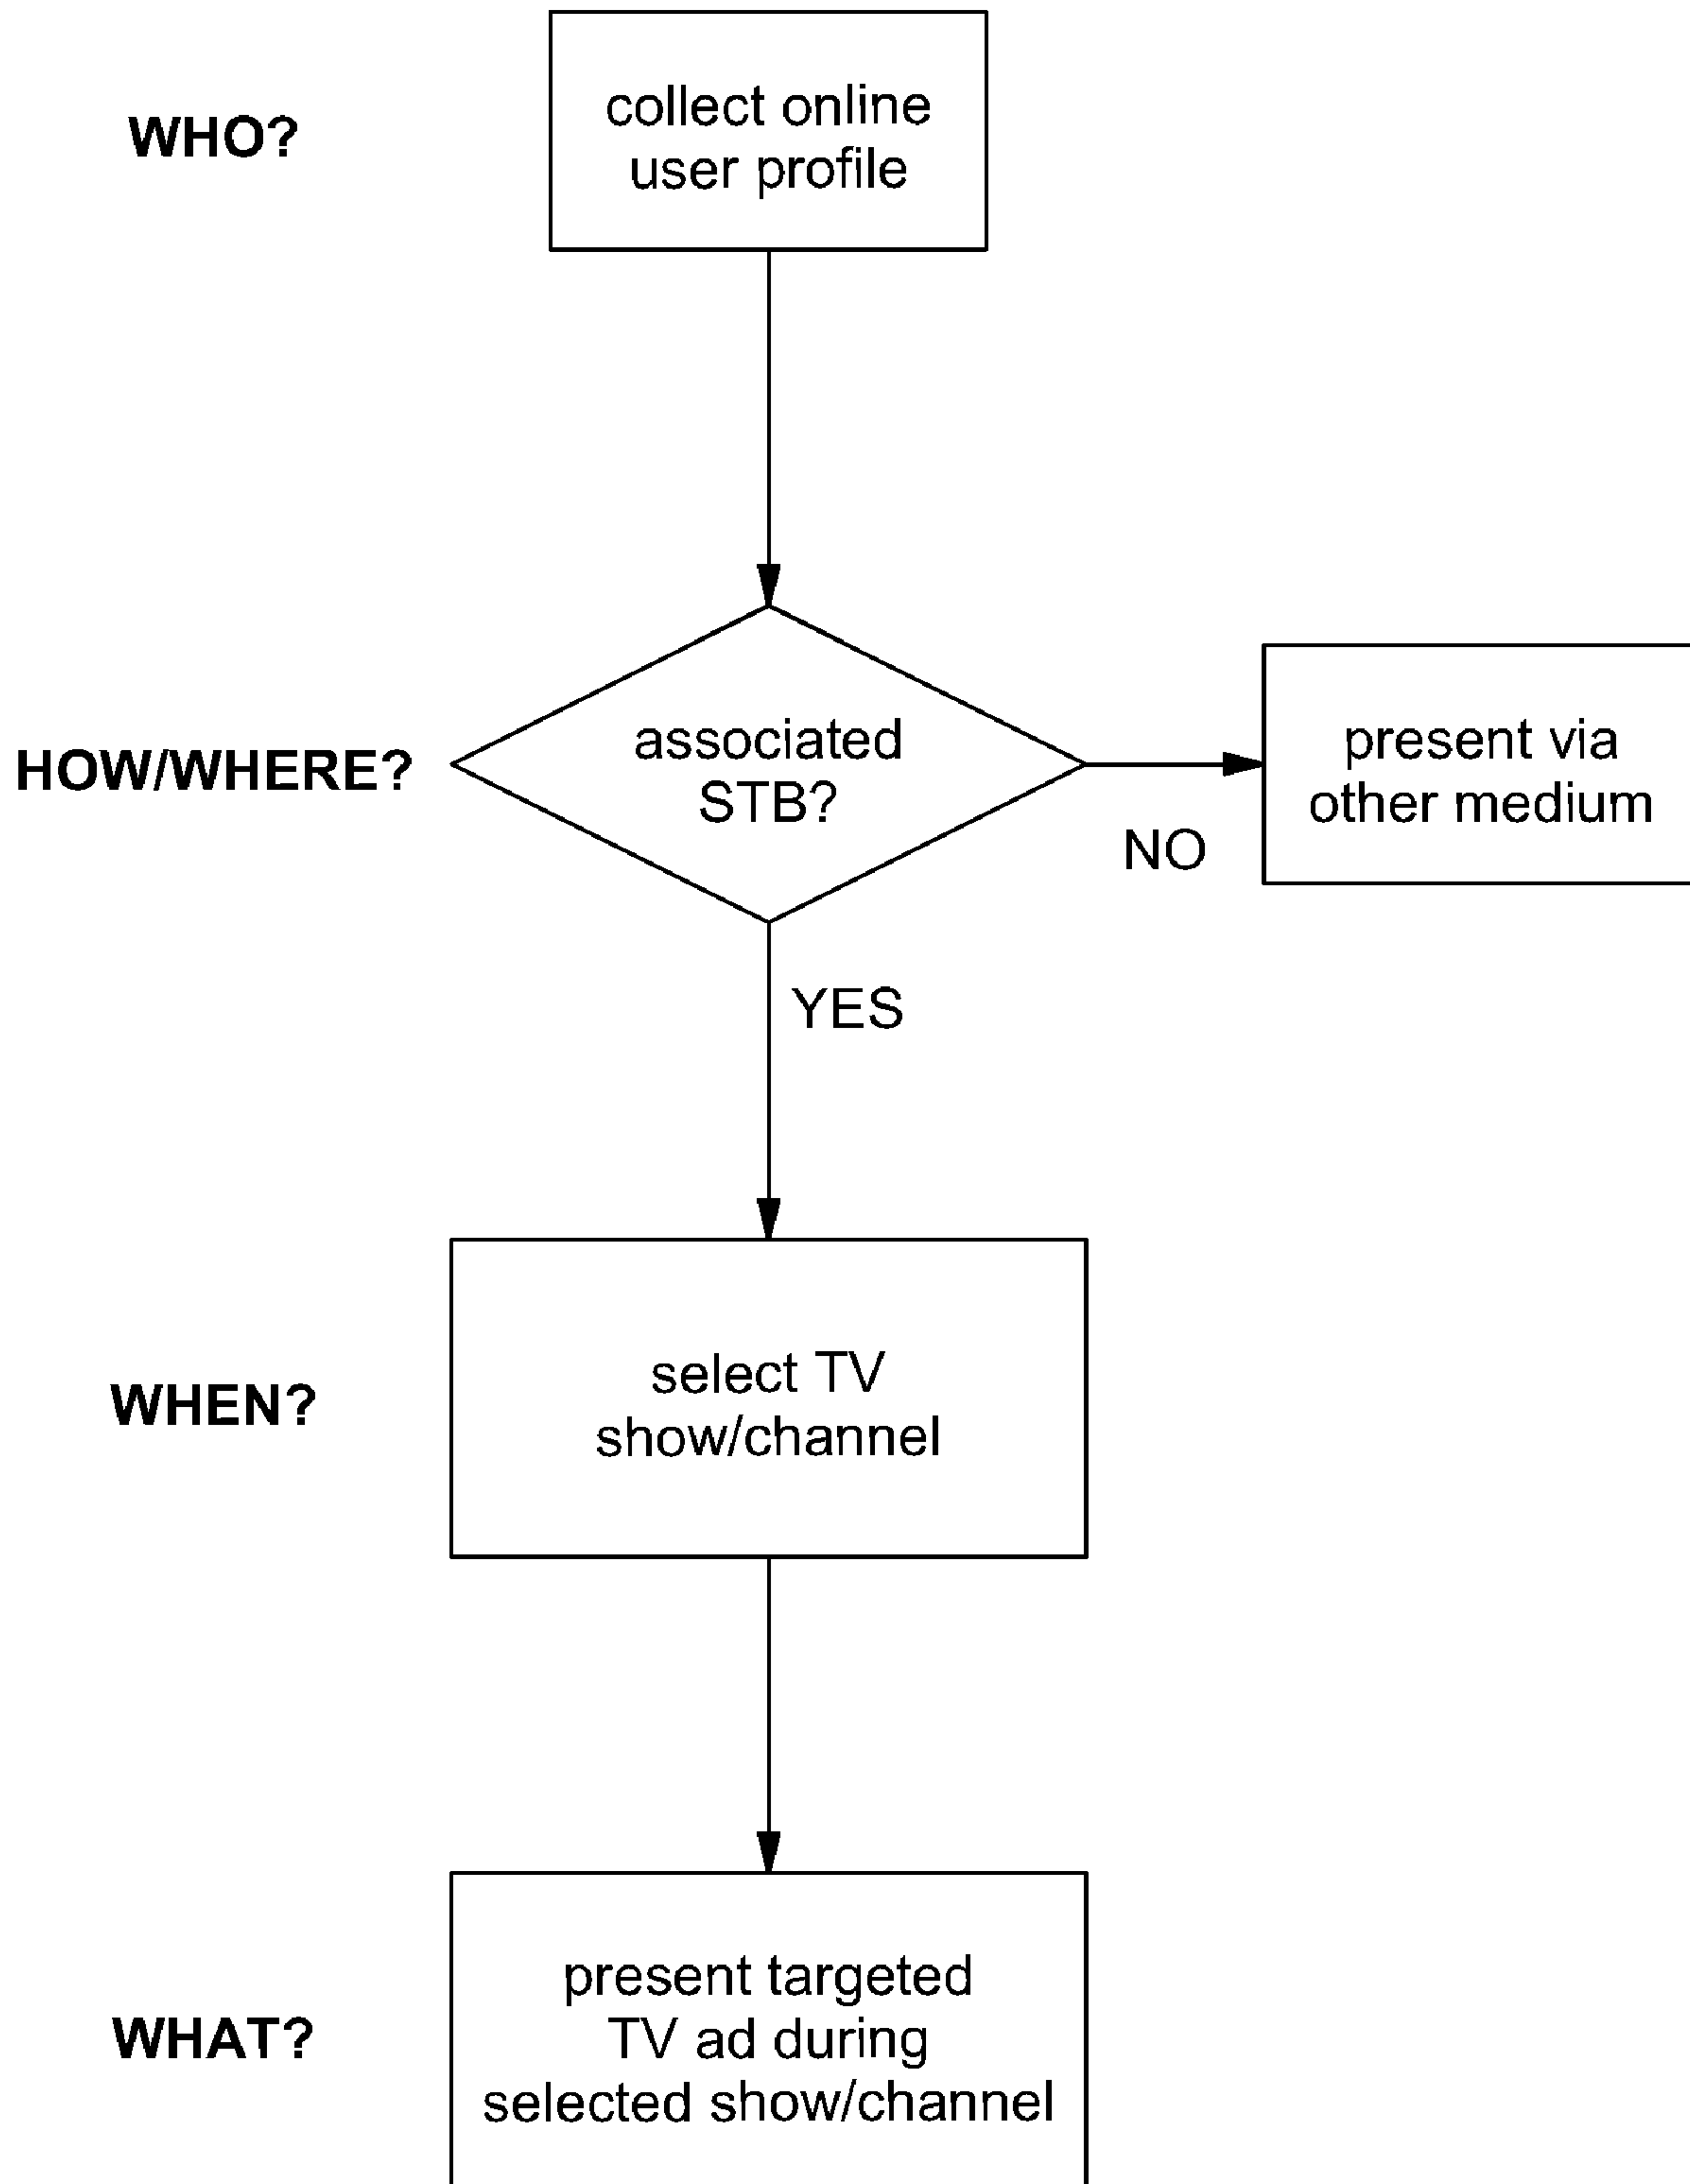 WHO?
collect online
user profile
HOW/WHERE?
associated
STB?
NO
present via
other medium
YES
WHEN?
select TV
show/channel
WHAT?
present targeted
TV ad during
selected show/channel